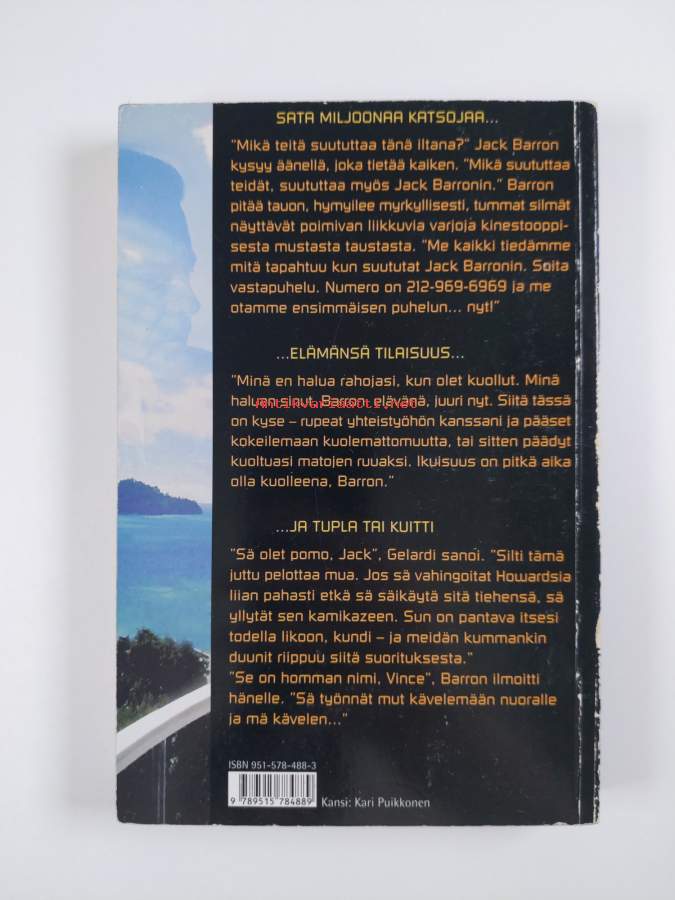 SATA MILJOONAA KATSOJAA...
"Mikä teitä suututtaa tänä iltana?" Jack Barron
kysyy äänellä, joka tietää kaiken. "Mikä suututtaa
teidät, suututtaa myös Jack Barronin." Barron
pitää tauon, hymyilee myrkyllisesti, tummat silmät
näyttävät poimivan liikkuvia varjoja kinestooppi-
sesta mustasta taustasta. "Me kaikki tiedämme
mitä tapahtuu kun suututat Jack Barronin. Soita
vastapuhelu. Numero on 212-969-6969 ja me
otamme ensimmäisen puhelun... nyt!"
...ELÄMÄNSÄ TILAISUUS...
"Minä en halua rahojasi, kun olet kuollut. Minä
haluan sinut, Barron, elävänä, juuri nyt. Siitä tässä
on kyse – rupeat yhteistyöhön kanssani ja pääset
kokeilemaan kuolemattomuutta, tai sitten päädyt
kuoltuasi matojen ruuaksi. Ikuisuus on pitkä aika
olla kuolleena, Barron."
...JA TUPLA TAI KUITTI
"Sä olet pomo, Jack", Gelardi sanoi. "Silti tämä
juttu pelottaa mua. Jos sä vahingoitat Howardsia
liian pahasti etkä sä säikäytä sitä tiehensä, sä
yllytät sen kamikazeen. Sun on pantava itsesi
todella likoon, kundi – ja meidän kummankin
duunit riippuu siitä suorituksesta."
"Se on homman nimi, Vince", Barron ilmoitti
hänelle. "Sä työnnät mut kävelemään nuoralle
ja mä kävelen..."
ISBN 951-578-488-3
9 789515 784889
Kansi: Kari Puikkonen